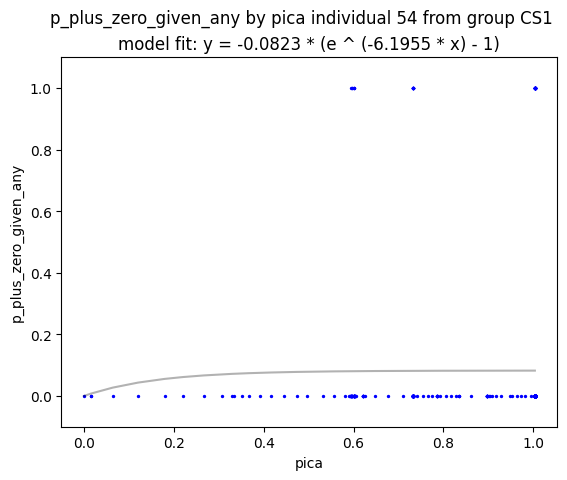 p_plus_zero_given_any by pica individual 54 from group CS1
model fit: y = -0.0823 * (e ^ (-6.1955 * x) - 1)
1.0
0.8
0.6
0.4
0.2
0.0
p_plus_zero_given_any
0.0 0.2 0.4 0.6 0.8 1.0
pica